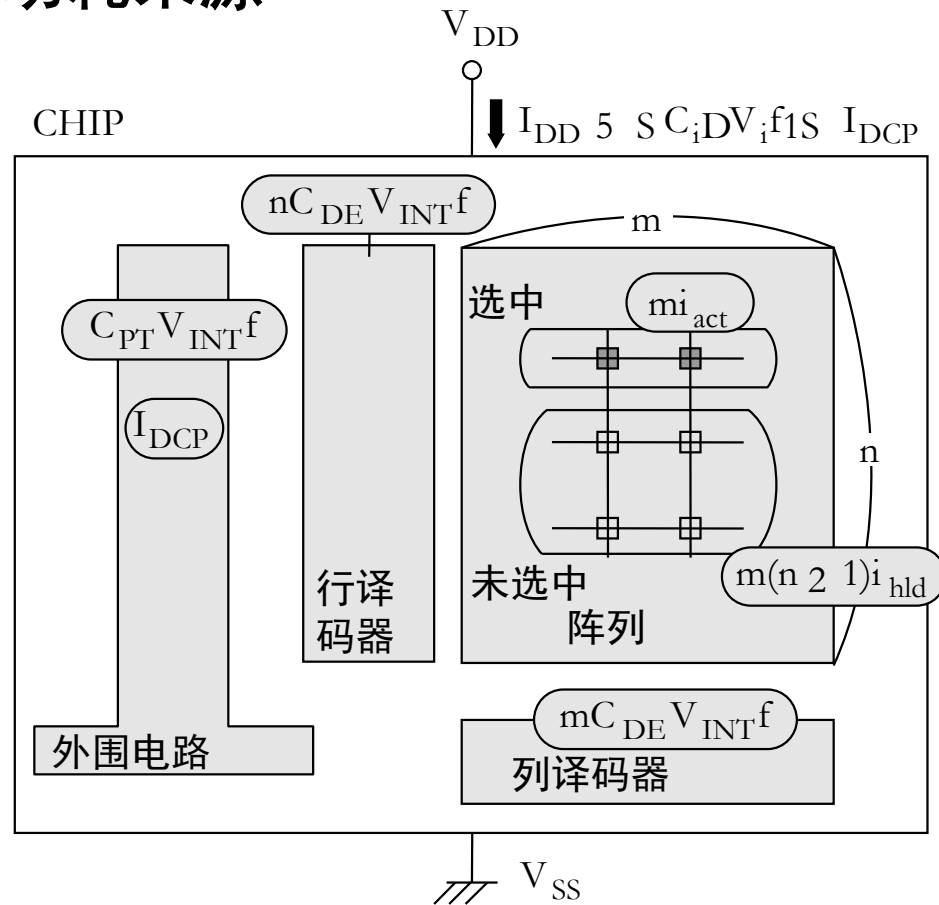 V_DD
CHIP
I_DD 5 S C_iDV_if1S I_DCP
nC_DE V_INT f
m
选中
mi_act
C_PT V_INT f
I_DCP
n
未选中
m(n 2 1)i_hld
行译
码器
阵列
mC_DE V_INT f
外围电路
列译码器
V_SS